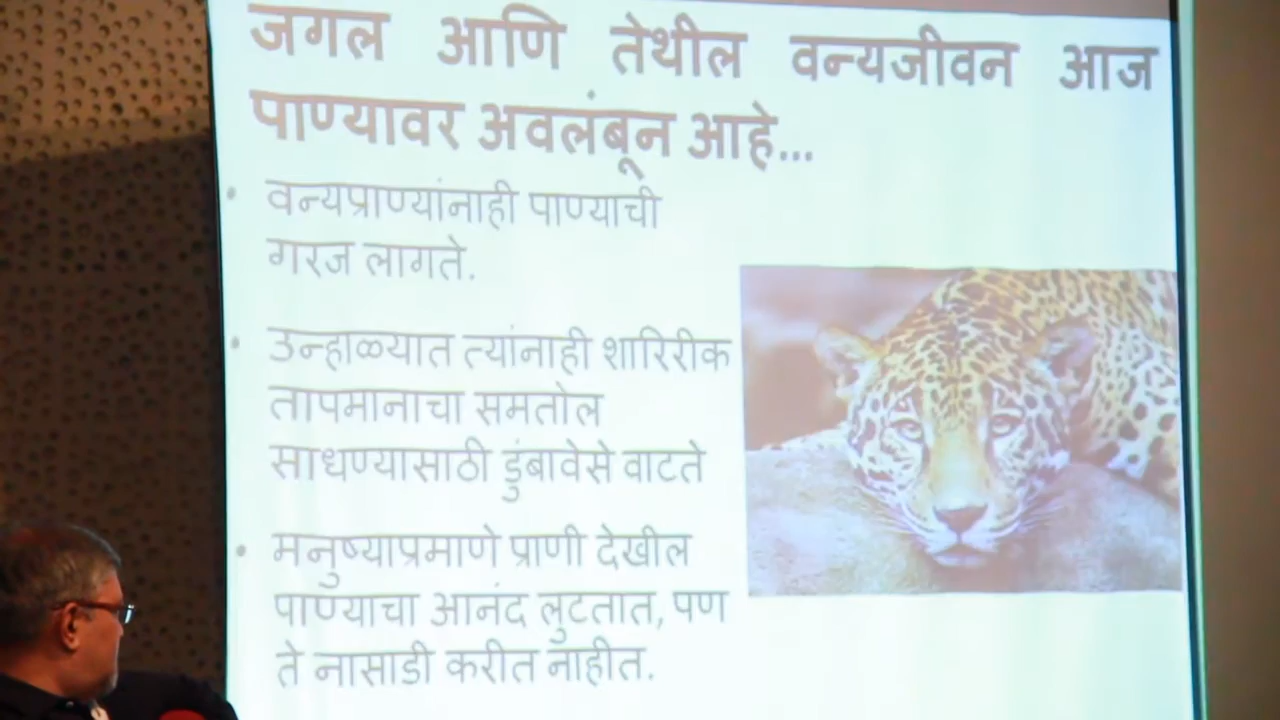 जगल आणि तेथील वन्यजीवन आज
पाण्यावर अवलंबून आहे...
• वन्यप्राण्यांनाही पाण्याची
गरज लागते.
• उन्हाळ्यात त्यांनाही शारिरीक
तापमानाचा समतोल
साधण्यासाठी डुंबावेसे वाटते
• मनुष्याप्रमाणे प्राणी देखील
पाण्याचा आनंद लुटतात, पण
ते नासाडी करीत नाहीत.